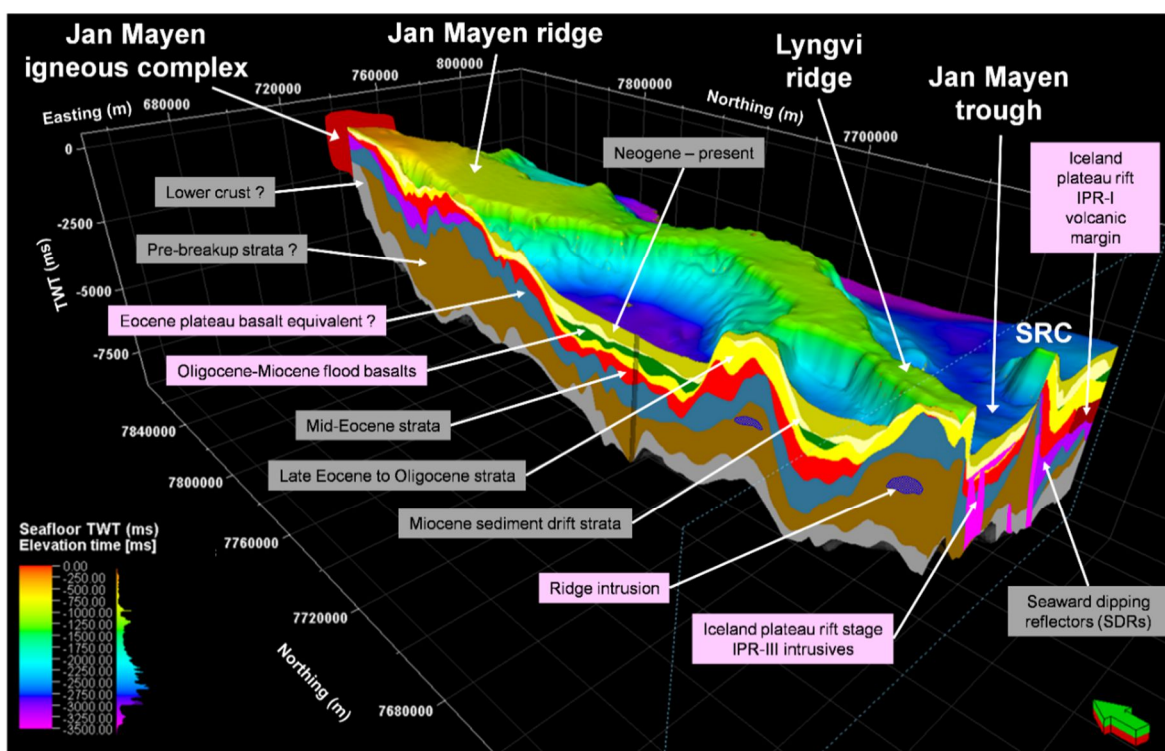 Jan Mayen
igneous complex
Jan Mayen ridge
Lyngvi
ridge
Jan Mayen
trough
Easting (m)
680000
720000
760000
800000
7800000
Northing (m)
7700000
Neogene – present
Iceland
plateau rift
IPR-I
volcanic
margin
0
-2500
-5000
-7500
TWT (ms)
Lower crust ?
Pre-breakup strata ?
Eocene plateau basalt equivalent ?
Oligocene-Miocene flood basalts
Mid-Eocene strata
Late Eocene to Oligocene strata
Miocene sediment drift strata
Ridge intrusion
Iceland plateau rift stage
IPR-III intrusives
SRC
Seaward dipping
reflectors (SDRs)
7840000
7800000
7760000
7720000
7680000
Northing (m)
Seafloor TWT (ms)
Elevation time [ms]
0.00
-250.00
-500.00
-750.00
-1000.00
-1250.00
-1500.00
-1750.00
-2000.00
-2250.00
-2500.00
-2750.00
-3000.00
-3250.00
-3500.00